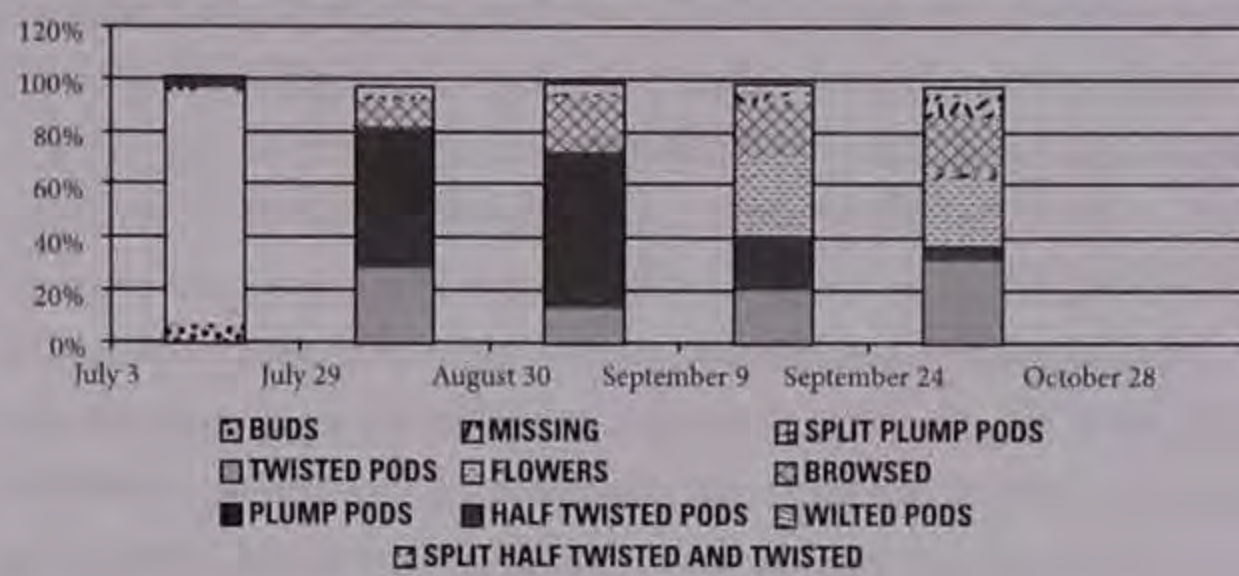 120%
100%
80%
60%
40%
20%
0%
July 3 July 29 August 30 September 9 September 24 October 28
BUDS MISSING SPLIT PLUMP PODS
TWISTED PODS FLOWERS BROWSED
PLUMP PODS HALF TWISTED PODS WILTED PODS
SPLIT HALF TWISTED AND TWISTED